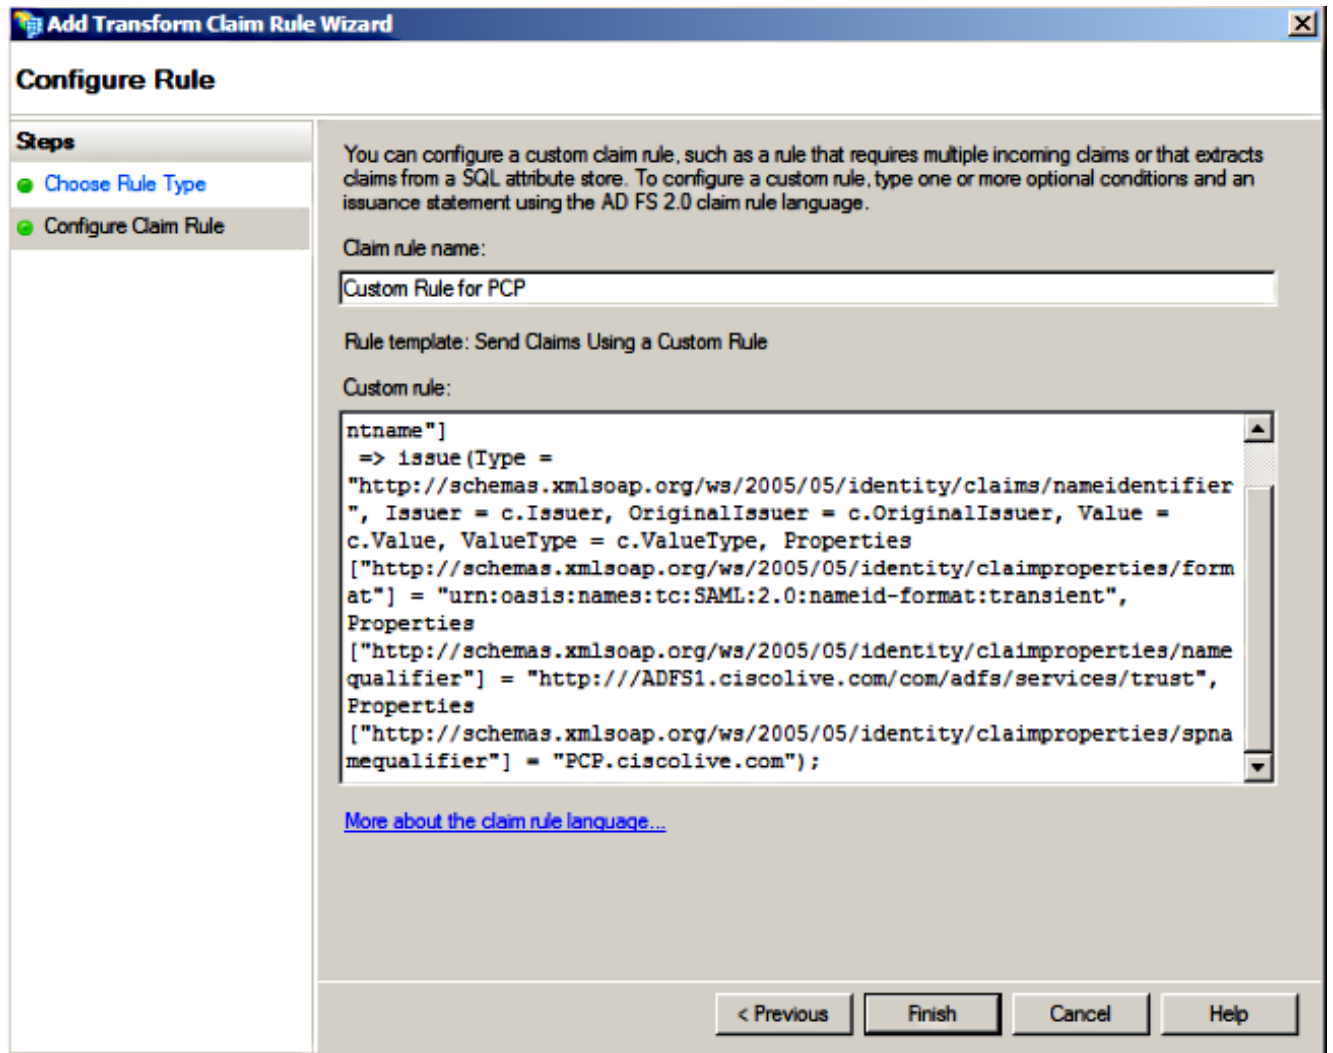 Add Transform Claim Rule Wizard
Configure Rule
Steps
Choose Rule Type
Configure Claim Rule
You can configure a custom claim rule, such as a rule that requires multiple incoming claims or that extracts
claims from a SQL attribute store. To configure a custom rule, type one or more optional conditions and an
issuance statement using the AD FS 2.0 claim rule language.
Claim rule name:
Custom Rule for PCP
Rule template: Send Claims Using a Custom Rule
Custom rule:
ntname"]
=> issue(Type =
"http://schemas.xmlsoap.org/ws/2005/05/identity/claims/nameidentifier
", Issuer = c.Issuer, OriginalIssuer = c.OriginalIssuer, Value =
c.Value, ValueType = c.ValueType, Properties
["http://schemas.xmlsoap.org/ws/2005/05/identity/claimproperties/form
at"] = "urn:oasis:names:tc:SAML:2.0:nameid-format:transient",
Properties
["http://schemas.xmlsoap.org/ws/2005/05/identity/claimproperties/name
qualifier"] = "http:///ADFS1.ciscolive.com/com/adfs/services/trust",
Properties
["http://schemas.xmlsoap.org/ws/2005/05/identity/claimproperties/spna
mequalifier"] = "PCP.ciscolive.com");
More about the claim rule language...
< Previous
Finish
Cancel
Help